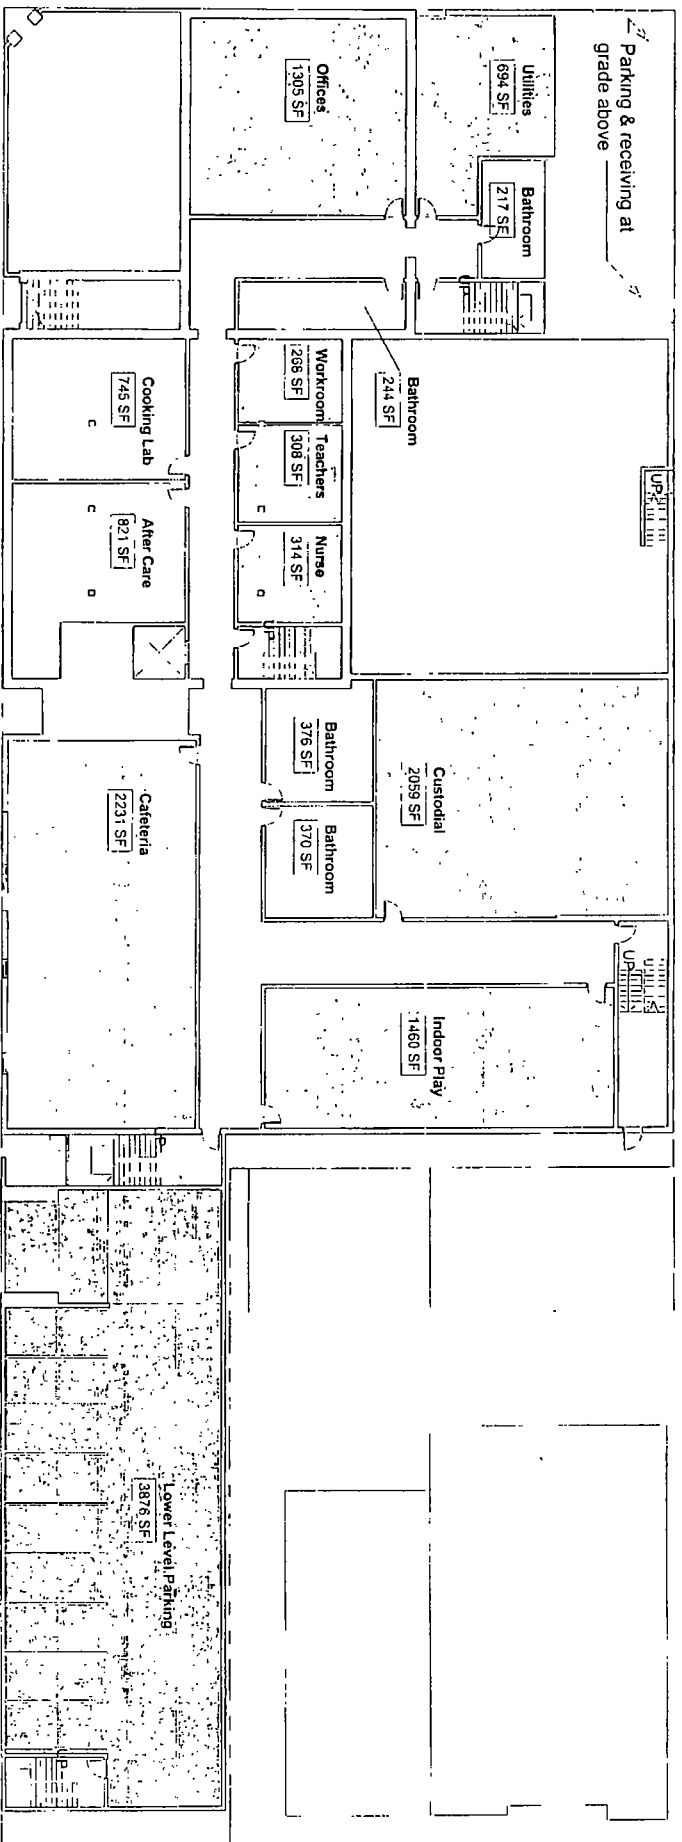 Parking & receiving at
grade above
Utilities
694 SF
Bathroom
217 SF
UP
Offices
1305 SF
Bathroom
244 SF
UP
Workroom
266 SF
Teachers
308 SF
Nurse
314 SF
UP
Cooking Lab
745 SF
After Care
821 SF
Custodial
2059 SF
Bathroom
376 SF
Bathroom
370 SF
Cafeteria
2231 SF
UP
Indoor Play
1460 SF
Lower Level Parking
3876 SF